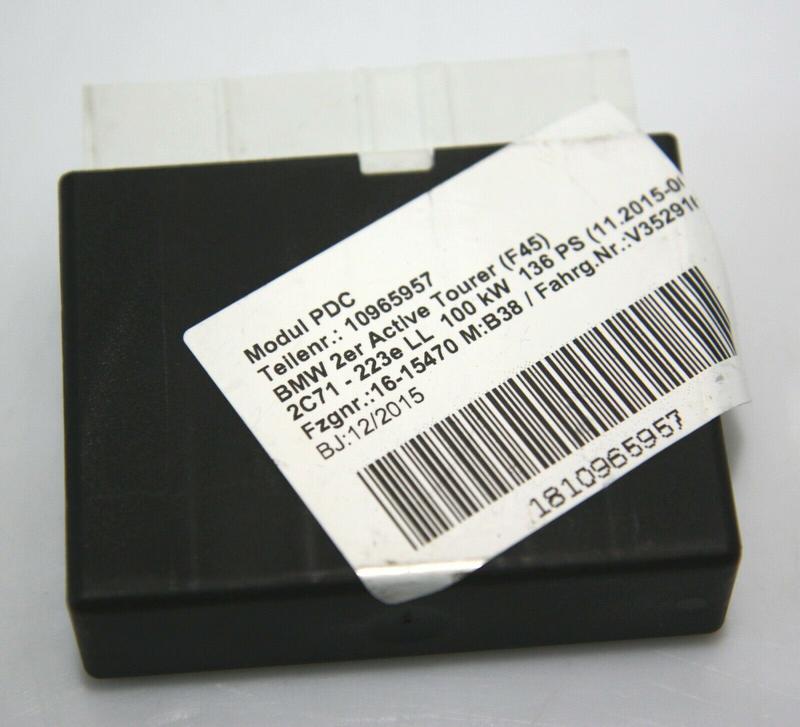 Modul PDC
Teilenr.: 10965957
BMW 2er Active Tourer (F45)
2C71 - 223e LL 100 kW 136 PS (11.2015-0
Fzgnr.:16-15470 M:B38 / Fahrg.Nr.:V35291
BJ:12/2015
1810965957